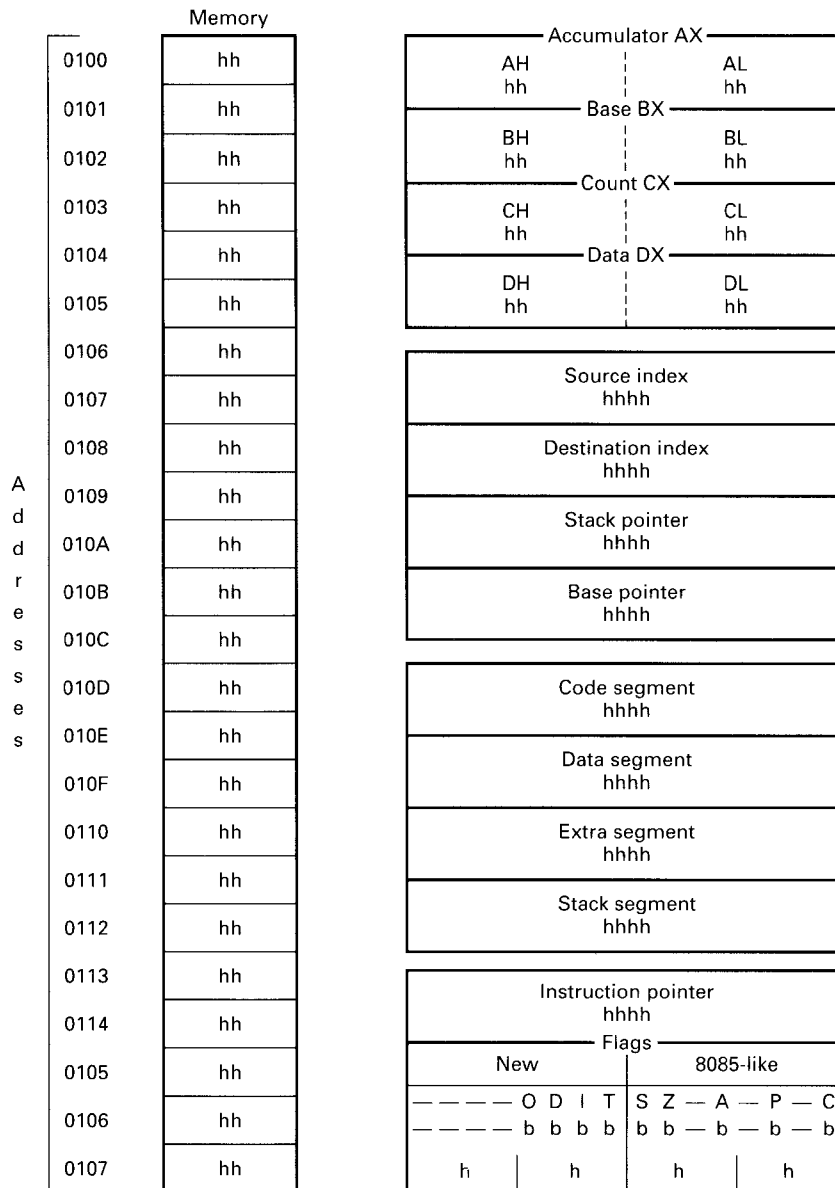 Memory
0100 hh
0101 hh
0102 hh
0103 hh
0104 hh
0105 hh
0106 hh
0107 hh
0108 hh
0109 hh
010A hh
010B hh
010C hh
010D hh
010E hh
010F hh
0110 hh
0111 hh
0112 hh
0113 hh
0114 hh
0105 hh
0106 hh
0107 hh
Addresses
Accumulator AX
AH AL
hh hh
Base BX
BH BL
hh hh
Count CX
CH CL
hh hh
Data DX
DH DL
hh hh
Source index
hhhh
Destination index
hhhh
Stack pointer
hhhh
Base pointer
hhhh
Code segment
hhhh
Data segment
hhhh
Extra segment
hhhh
Stack segment
hhhh
Instruction pointer
hhhh
Flags
New 8085-like
— — — — O D I T S Z — A — P — C
— — — — b b b b b b — b — b — b
h h h h